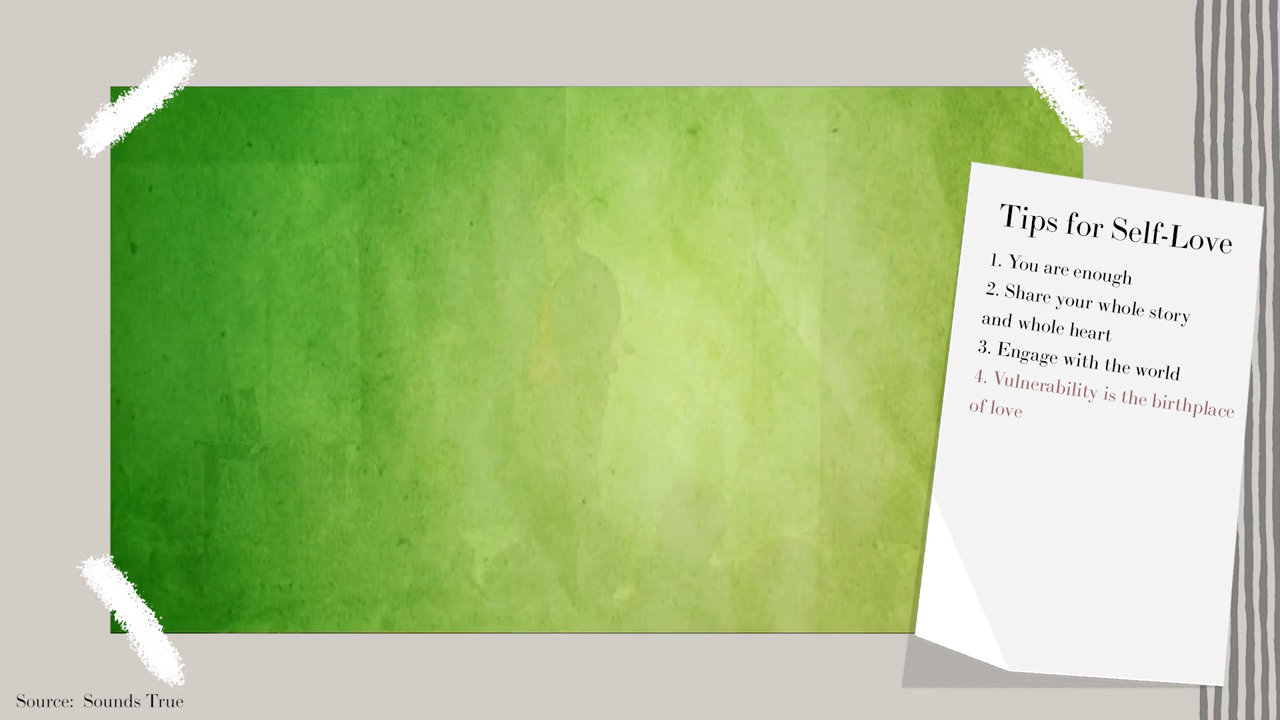 Tips for Self-Love
1. You are enough
2. Share your whole story
and whole heart
3. Engage with the world
4. Vulnerability is the birthplace
of love
Source: Sounds True